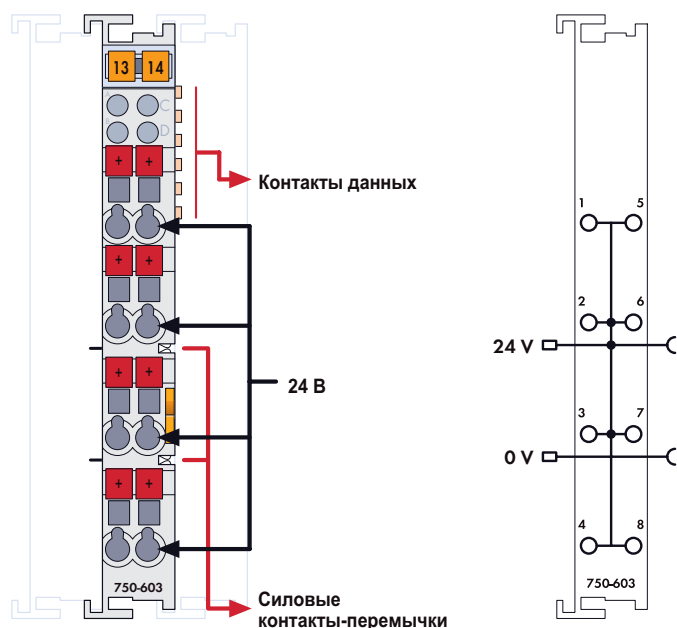 13 14
C
D
+ +
Контакты данных
+ +
+ +
24 В
+ +
750-603
Силовые
контакты-перемычки
1 5
2 6
24 V
3 7
0 V
4 8
750-603